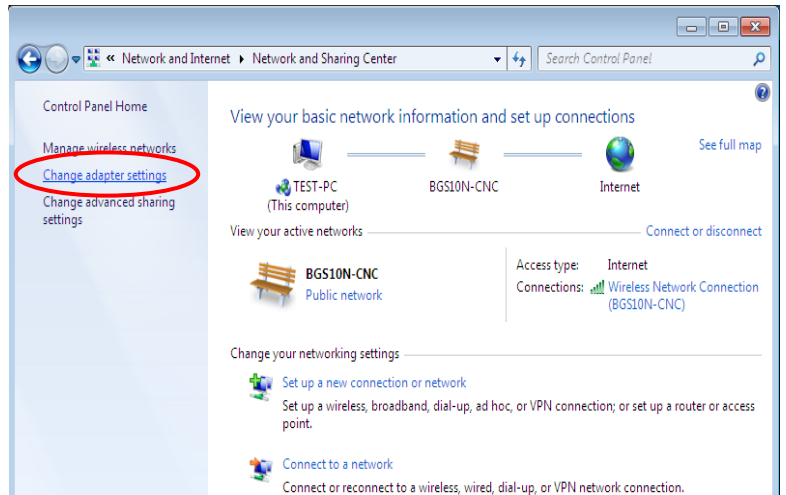 « Network and Internet ▸ Network and Sharing Center
Search Control Panel
Control Panel Home
Manage wireless networks
Change adapter settings
Change advanced sharing
settings
View your basic network information and set up connections
See full map
TEST-PC
(This computer)
BGS10N-CNC
Internet
View your active networks
Connect or disconnect
BGS10N-CNC
Public network
Access type: Internet
Connections: Wireless Network Connection
(BGS10N-CNC)
Change your networking settings
Set up a new connection or network
Set up a wireless, broadband, dial-up, ad hoc, or VPN connection; or set up a router or access
point.
Connect to a network
Connect or reconnect to a wireless, wired, dial-up, or VPN network connection.